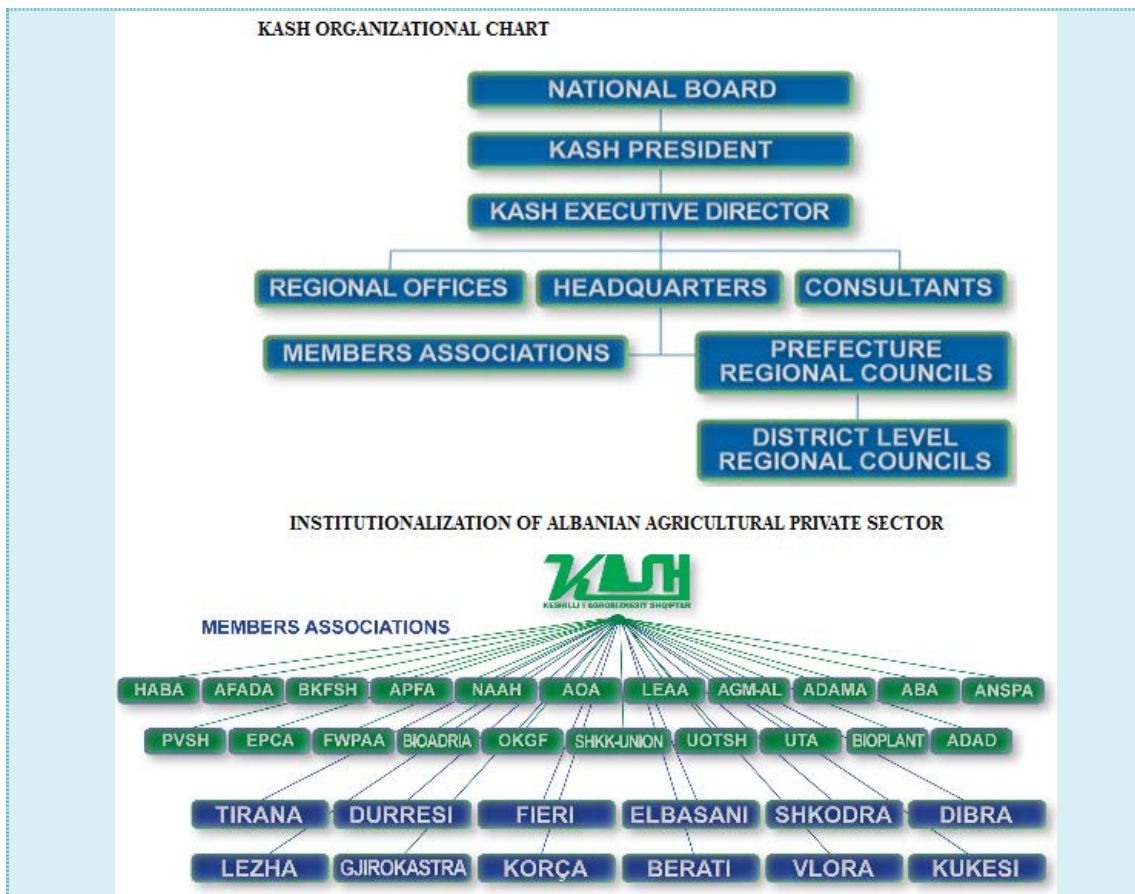 KASH ORGANIZATIONAL CHART
NATIONAL BOARD
KASH PRESIDENT
KASH EXECUTIVE DIRECTOR
REGIONAL OFFICES HEADQUARTERS CONSULTANTS
MEMBERS ASSOCIATIONS
PREFECTURE
REGIONAL COUNCILS
DISTRICT LEVEL
REGIONAL COUNCILS
INSTITUTIONALIZATION OF ALBANIAN AGRICULTURAL PRIVATE SECTOR
KASH
KESHILLI I AGROBIZNESIT SHQIPTAR
MEMBERS ASSOCIATIONS
HABA AFADA BKFSH APFA NAAH AOA LEAA AGM-AL ADAMA ABA ANSPA
PVSH EPCA FWPAA BIOADRIA OKGF SHKK-UNION UOTSH UTA BIOPLANT ADAD
TIRANA DURRESI FIERI ELBASANI SHKODRA DIBRA
LEZHA GJIROKASTRA KORÇA BERATI VLORA KUKESI